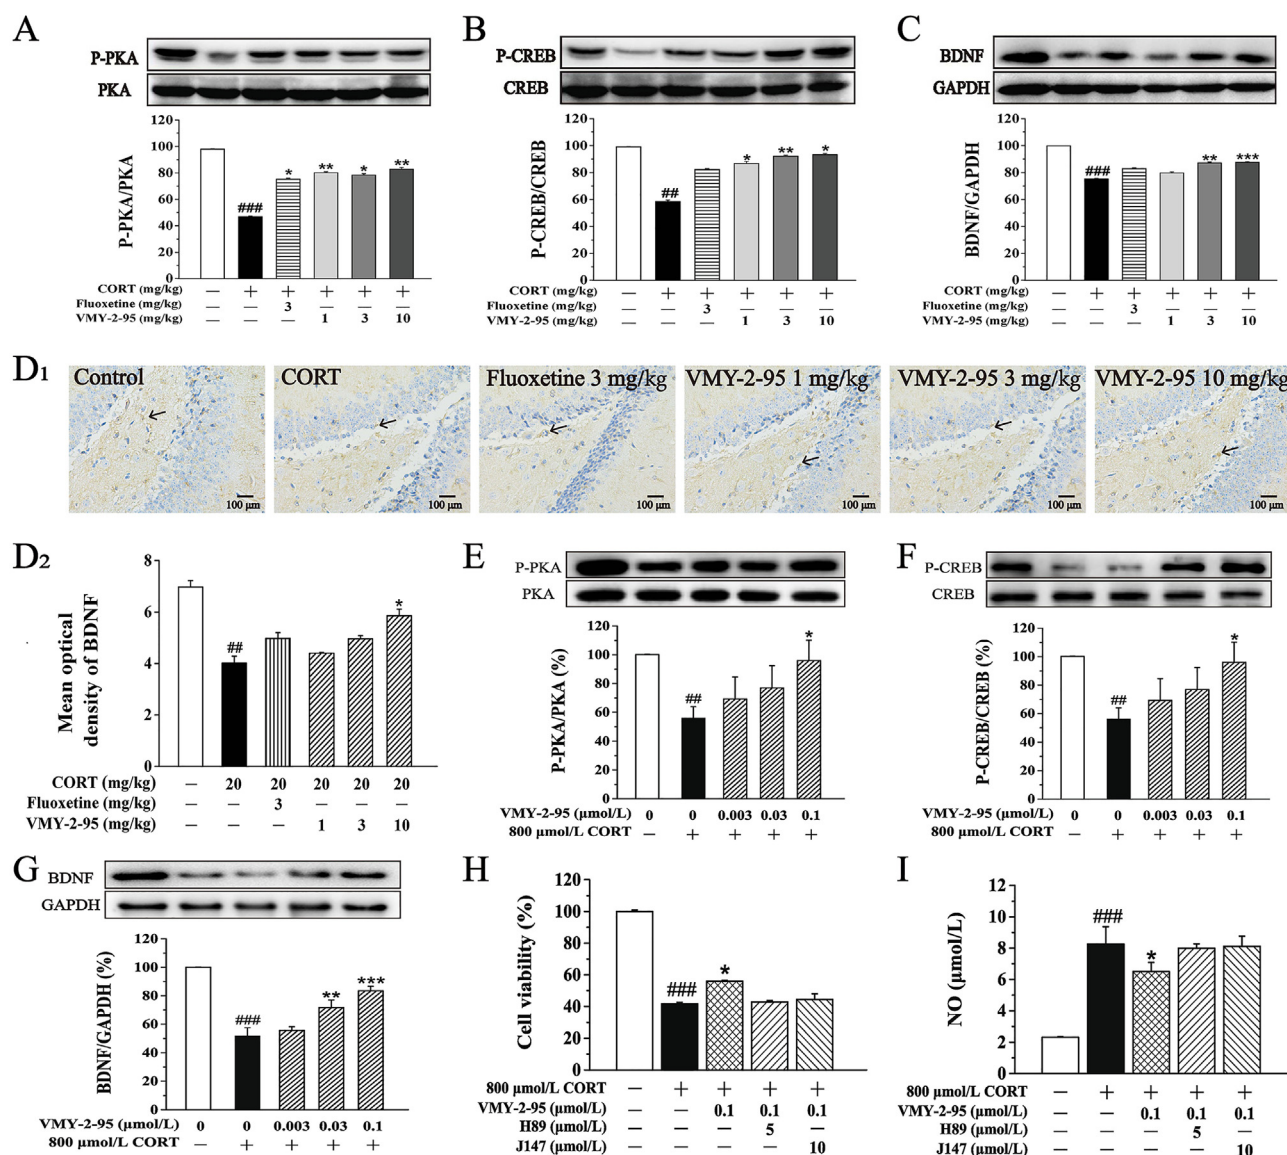 A
P-PKA
PKA
P-PKA/PKA
120
100
80
60
40
20
0
###
*
**
*
**
CORT (mg/kg) — + + + + +
Fluoxetine (mg/kg) — — 3 — — —
VMY-2-95 (mg/kg) — — — 1 3 10
B
P-CREB
CREB
P-CREB/CREB
120
100
80
60
40
20
0
##
*
**
*
CORT (mg/kg) — + + + + +
Fluoxetine (mg/kg) — — 3 — — —
VMY-2-95 (mg/kg) — — — 1 3 10
C
BDNF
GAPDH
BDNF/GAPDH
120
100
80
60
40
20
0
###
**
***
CORT (mg/kg) — + + + + +
Fluoxetine (mg/kg) — — 3 — — —
VMY-2-95 (mg/kg) — — — 1 3 10
D1
Control
100 µm
CORT
100 µm
Fluoxetine 3 mg/kg
100 µm
VMY-2-95 1 mg/kg
100 µm
VMY-2-95 3 mg/kg
100 µm
VMY-2-95 10 mg/kg
100 µm
D2
Mean optical
density of BDNF
8
6
4
2
0
##
*
CORT (mg/kg) — 20 20 20 20 20
Fluoxetine (mg/kg) — — 3 — — —
VMY-2-95 (mg/kg) — — — 1 3 10
E
P-PKA
PKA
P-PKA/PKA (%)
120
100
80
60
40
20
0
##
*
VMY-2-95 (µmol/L) 0 0 0.003 0.03 0.1
800 µmol/L CORT — + + + +
F
P-CREB
CREB
P-CREB/CREB (%)
120
100
80
60
40
20
0
##
*
VMY-2-95 (µmol/L) 0 0 0.003 0.03 0.1
800 µmol/L CORT — + + + +
G
BDNF
GAPDH
BDNF/GAPDH (%)
120
100
80
60
40
20
0
###
**
***
VMY-2-95 (µmol/L) 0 0 0.003 0.03 0.1
800 µmol/L CORT — + + + +
H
Cell viability (%)
120
100
80
60
40
20
0
###
*
800 µmol/L CORT — + + + +
VMY-2-95 (µmol/L) — — 0.1 0.1 0.1
H89 (µmol/L) — — — 5 —
J147 (µmol/L) — — — — 10
I
NO (µmol/L)
12
10
8
6
4
2
0
###
*
800 µmol/L CORT — + + + +
VMY-2-95 (µmol/L) — — 0.1 0.1 0.1
H89 (µmol/L) — — — 5 —
J147 (µmol/L) — — — — 10